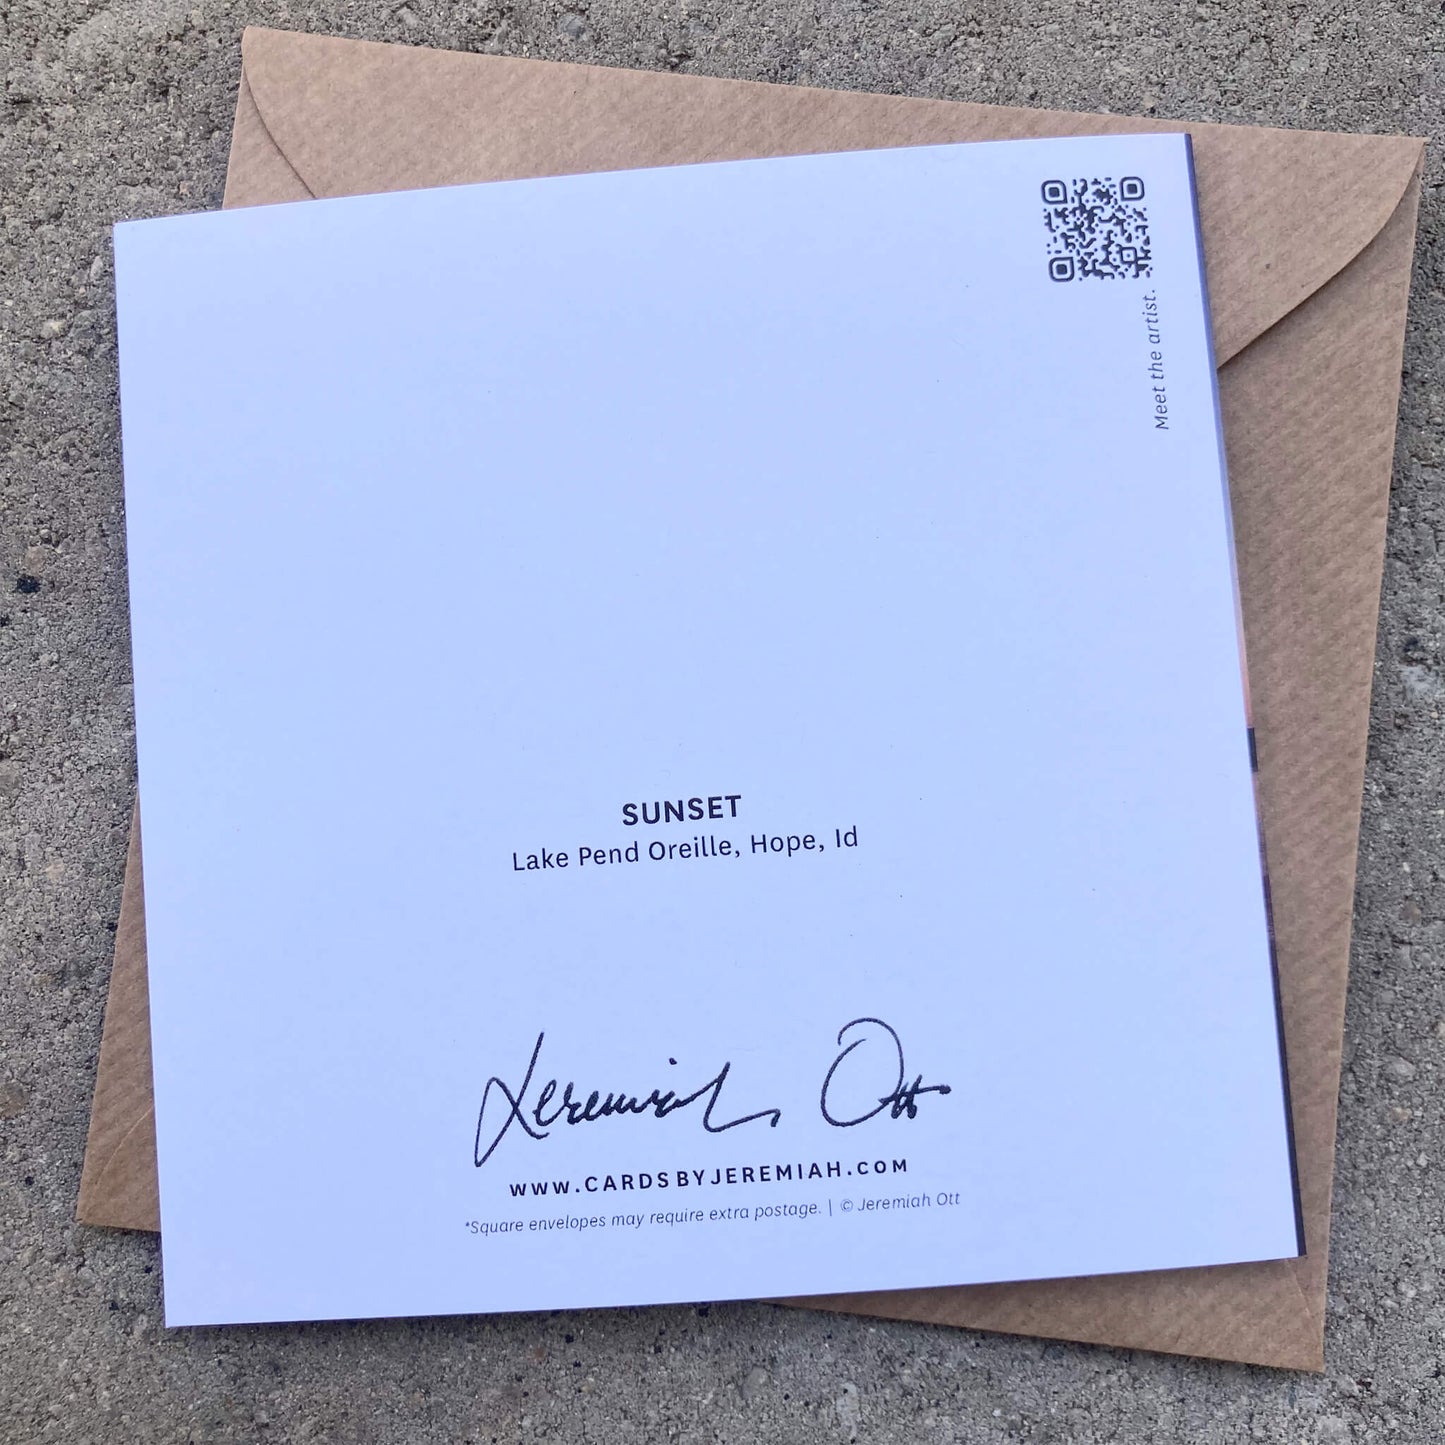 Meet the artist.
SUNSET
Lake Pend Oreille, Hope, Id
Jeremiah Ott
WWW.CARDSBYJEREMIAH.COM
*Square envelopes may require extra postage. | © Jeremiah Ott